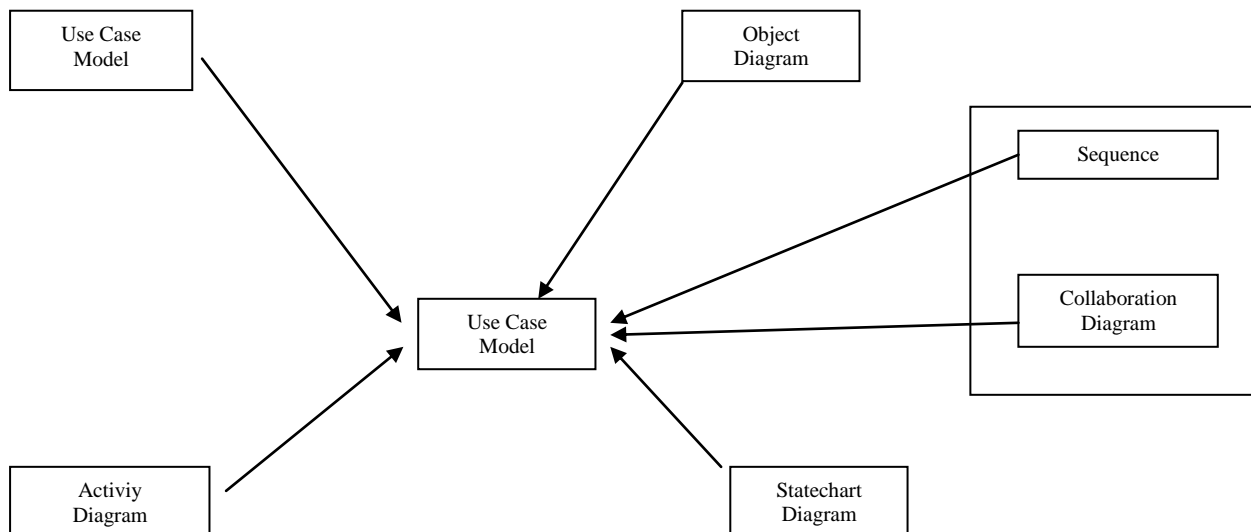 Use Case
Model
Object
Diagram
Sequence
Collaboration
Diagram
Use Case
Model
Activiy
Diagram
Statechart
Diagram